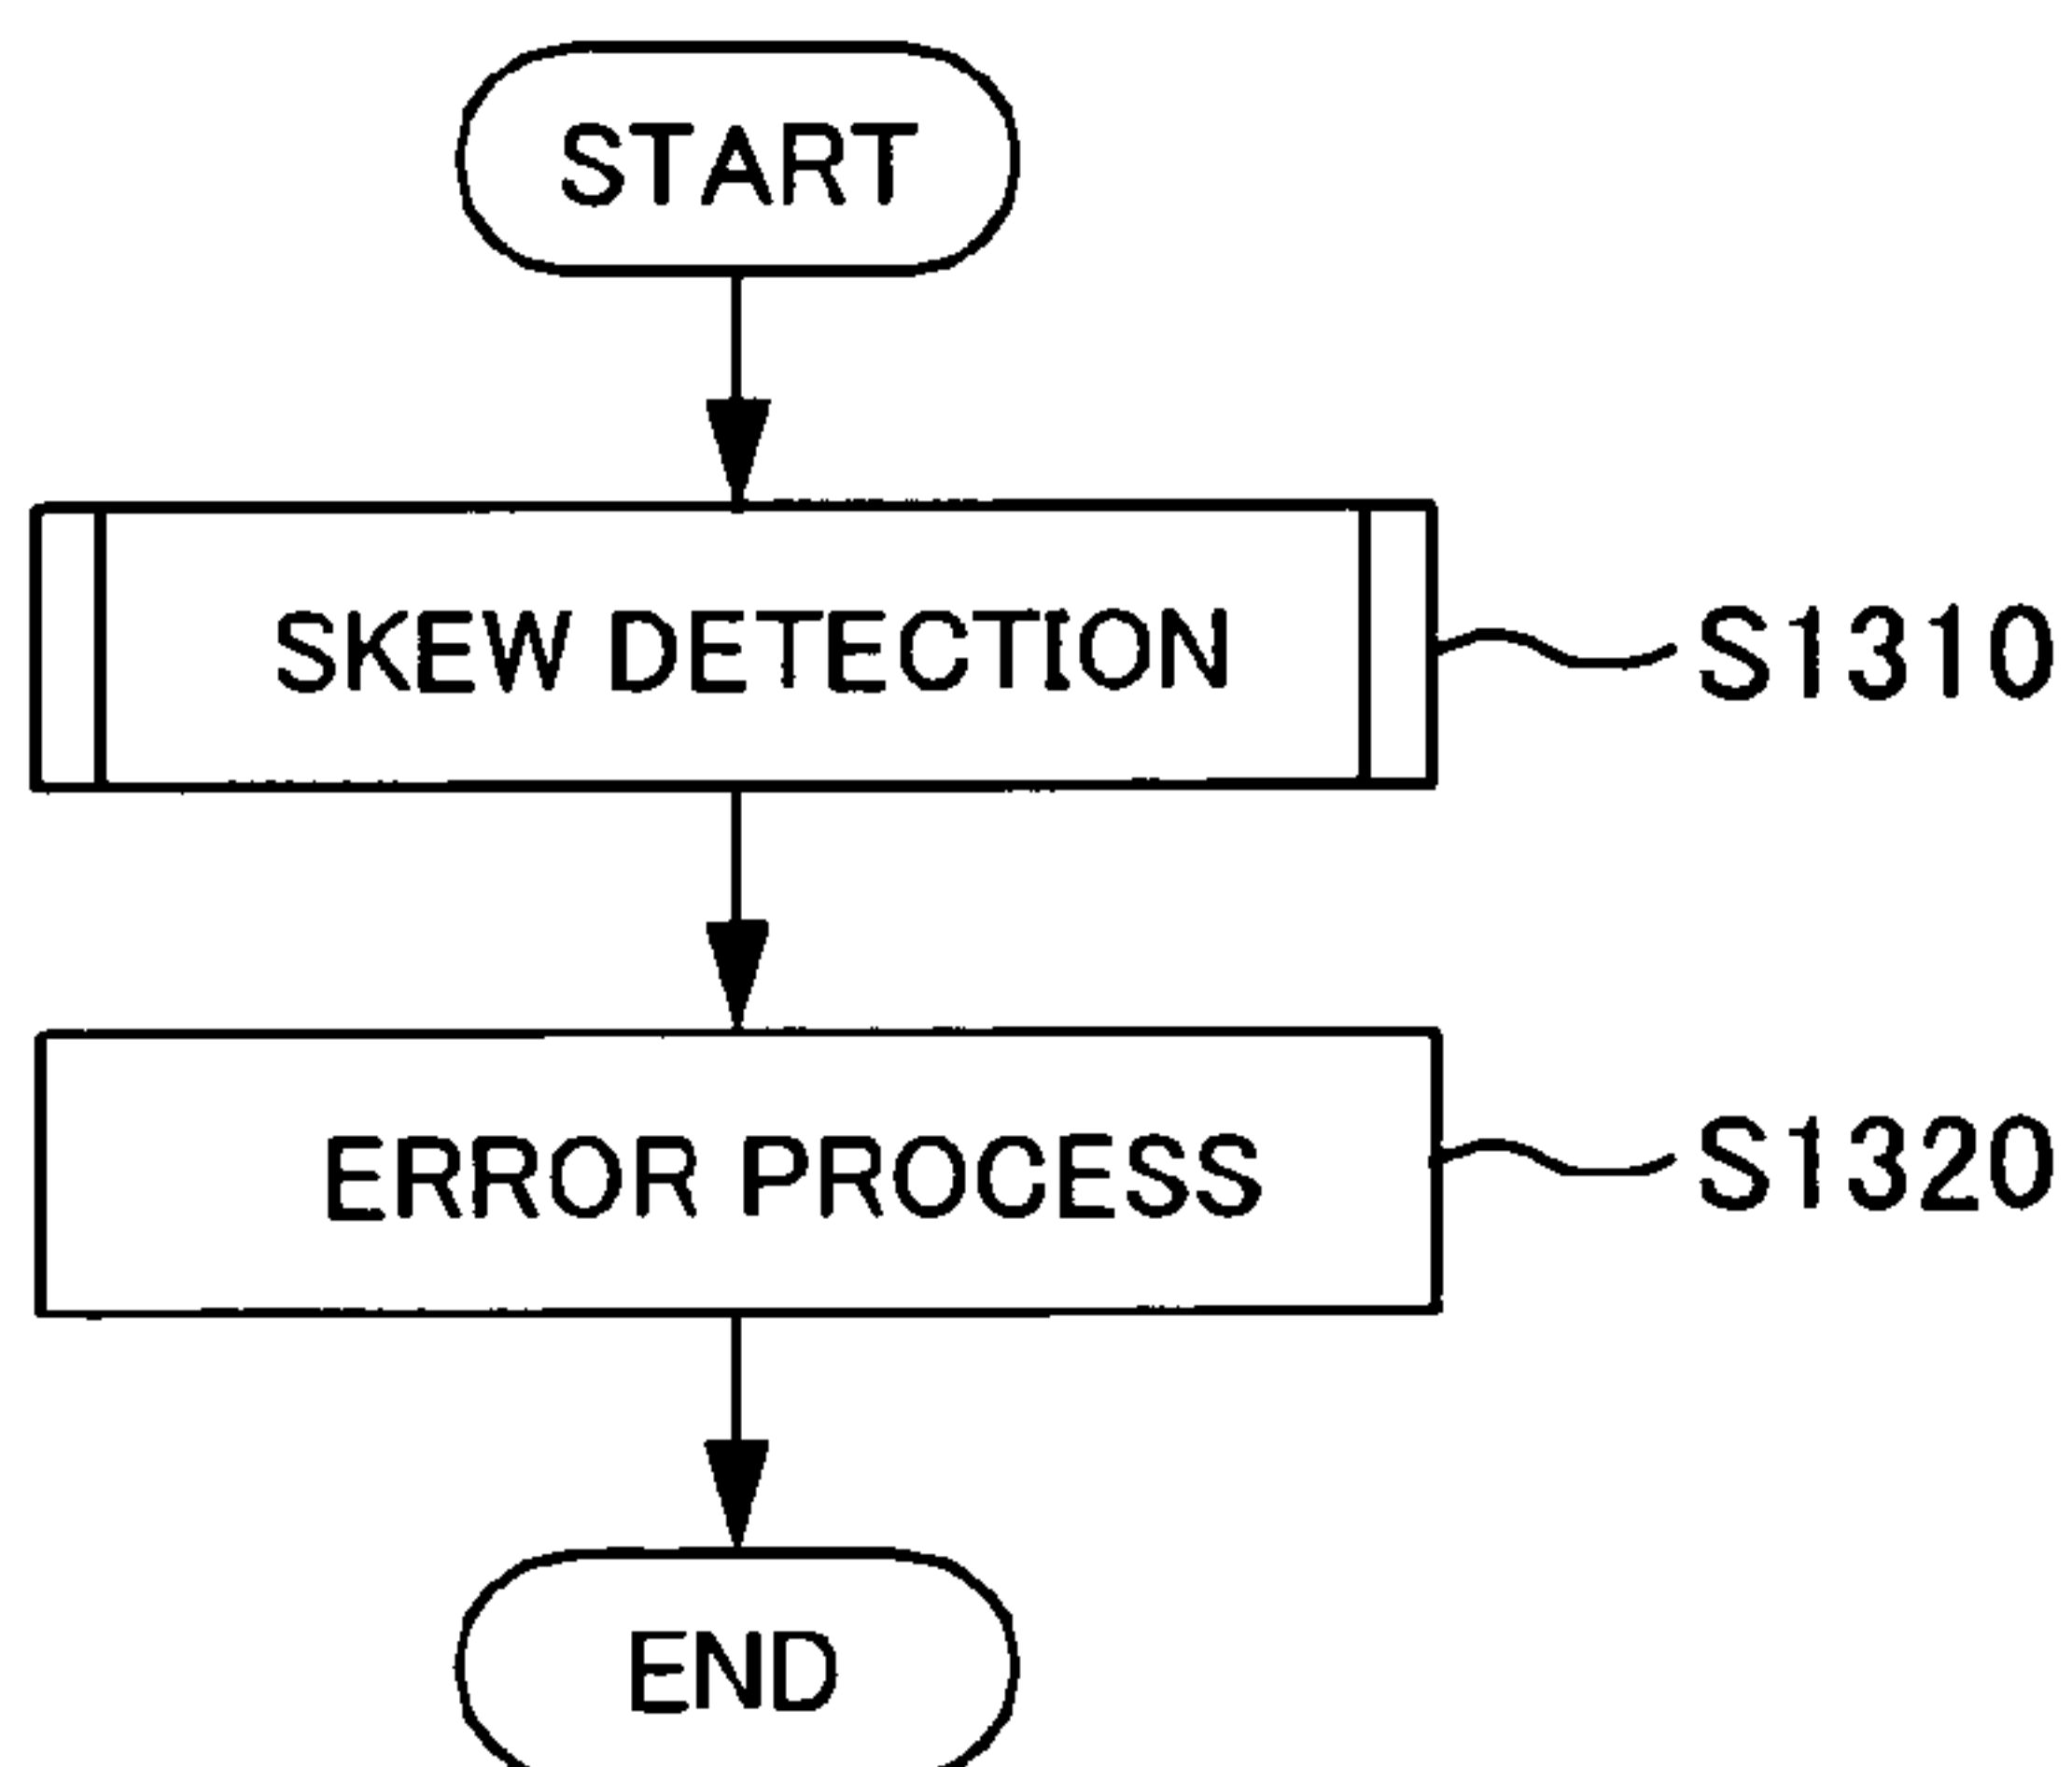 START
SKEW DETECTION
S1310
ERROR PROCESS
S1320
END